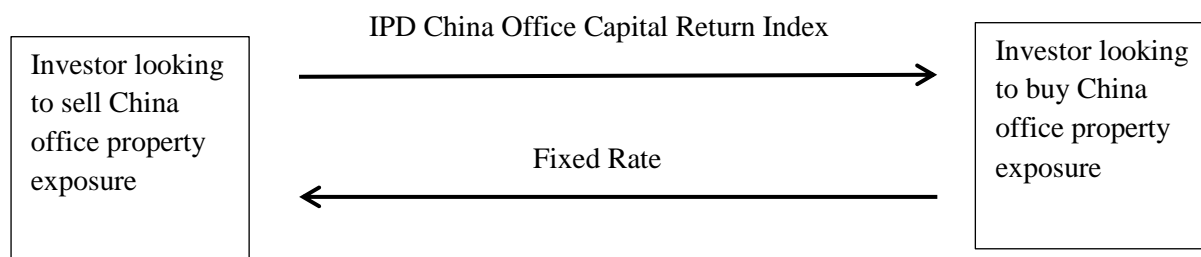 IPD China Office Capital Return Index
Investor looking
to sell China
office property
exposure
Fixed Rate
Investor looking
to buy China
office property
exposure